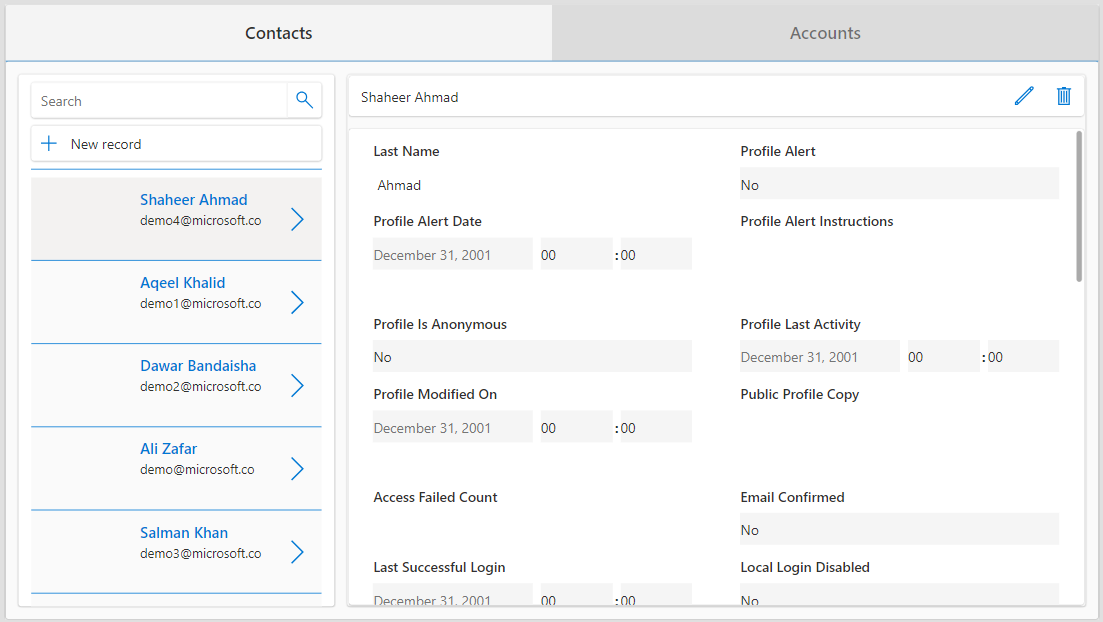 Contacts
Accounts
Search
New record
Shaheer Ahmad
demo4@microsoft.co
Aqeel Khalid
demo1@microsoft.co
Dawar Bandaisha
demo2@microsoft.co
Ali Zafar
demo@microsoft.co
Salman Khan
demo3@microsoft.co
Shaheer Ahmad
Last Name
Ahmad
Profile Alert
No
Profile Alert Date
December 31, 2001 00 :00
Profile Alert Instructions
Profile Is Anonymous
No
Profile Last Activity
December 31, 2001 00 :00
Profile Modified On
December 31, 2001 00 :00
Public Profile Copy
Access Failed Count
Email Confirmed
No
Last Successful Login
December 31, 2001 00 :00
Local Login Disabled
No